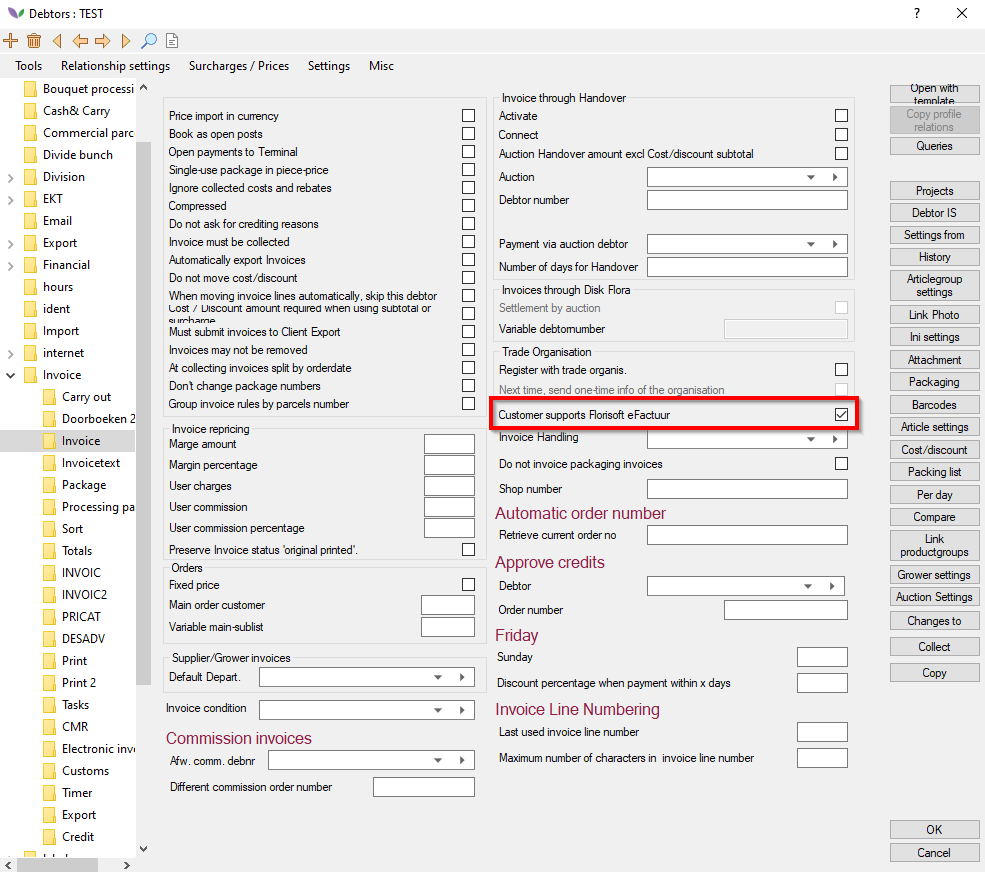 Debtors : TEST
?
Tools Relationship settings Surcharges / Prices Settings Misc
Bouquet processi
Cash& Carry
Commercial parc
Divide bunch
Division
EKT
Email
Export
Financial
hours
ident
Import
internet
Invoice
Carry out
Doorboeken 2
Invoice
Invoicetext
Package
Processing pa
Sort
Totals
INVOIC
INVOIC2
PRICAT
DESADV
Print
Print 2
Tasks
CMR
Electronic inv
Customs
Timer
Export
Credit
Price import in currency
Book as open posts
Open payments to Terminal
Single-use package in piece-price
Ignore collected costs and rebates
Compressed
Do not ask for crediting reasons
Invoice must be collected
Automatically export Invoices
Do not move cost/discount
When moving invoice lines automatically, skip this debtor
Cost / Discount amount required when using subtotal or
surcharge
Must submit invoices to Client Export
Invoices may not be removed
At collecting invoices split by orderdate
Don't change package numbers
Group invoice rules by parcels number
Invoice repricing
Marge amount
Margin percentage
User charges
User commission
User commission percentage
Preserve Invoice status 'original printed'.
Orders
Fixed price
Main order customer
Variable main-sublist
Supplier/Grower invoices
Default Depart.
Invoice condition
Commission invoices
Afw. comm. debnr
Different commission order number
Invoice through Handover
Activate
Connect
Auction Handover amount excl Cost/discount subtotal
Auction
Debtor number
Payment via auction debtor
Number of days for Handover
Invoices through Disk Flora
Settlement by auction
Variable debtornumber
Trade Organisation
Register with trade organis.
Next time, send one-time info of the organisation
Customer supports Florisoft eFactuur
Invoice Handling
Do not invoice packaging invoices
Shop number
Automatic order number
Retrieve current order no
Approve credits
Debtor
Order number
Friday
Sunday
Discount percentage when payment within x days
Invoice Line Numbering
Last used invoice line number
Maximum number of characters in invoice line number
Open with
template
Copy profile
relations
Queries
Projects
Debtor IS
Settings from
History
Articlegroup
settings
Link Photo
Ini settings
Attachment
Packaging
Barcodes
Article settings
Cost/discount
Packing list
Per day
Compare
Link
productgroups
Grower settings
Auction Settings
Changes to
Collect
Copy
OK
Cancel